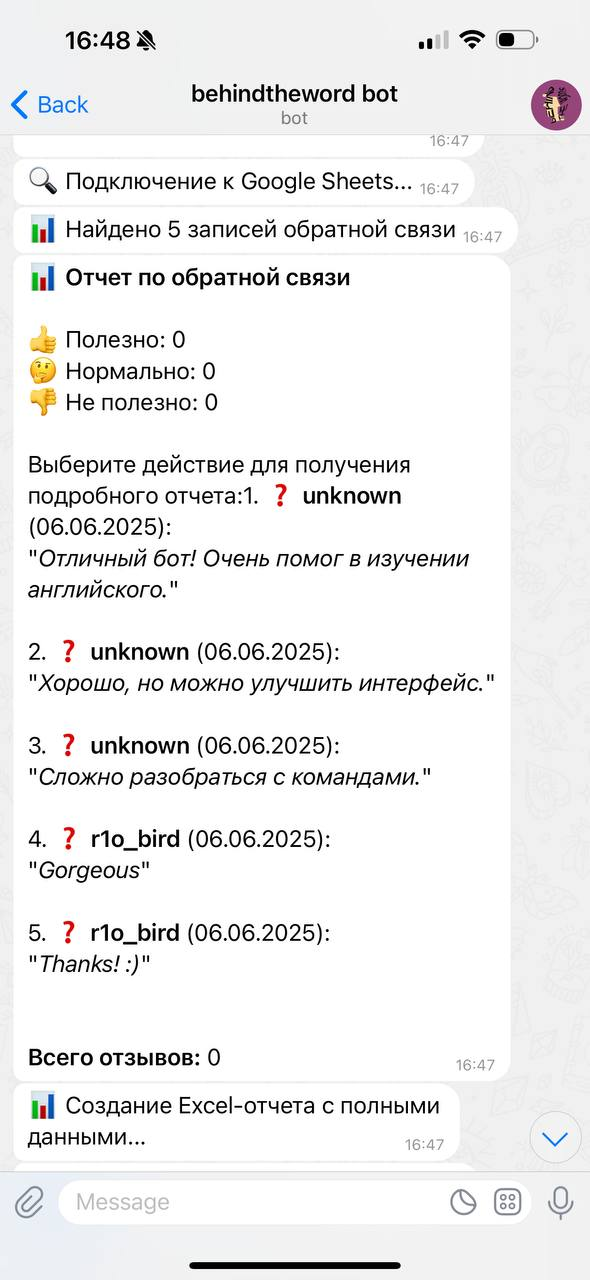 16:48
Back
behindtheword bot
bot
16:47
Подключение к Google Sheets... 16:47
Найдено 5 записей обратной связи 16:47
Отчет по обратной связи
Полезно: 0
Нормально: 0
Не полезно: 0
Выберите действие для получения
подробного отчета:1. ❓ unknown
(06.06.2025):
"Отличный бот! Очень помог в изучении
английского."
2. ❓ unknown (06.06.2025):
"Хорошо, но можно улучшить интерфейс."
3. ❓ unknown (06.06.2025):
"Сложно разобраться с командами."
4. ❓ r1o_bird (06.06.2025):
"Gorgeous"
5. ❓ r1o_bird (06.06.2025):
"Thanks! :)"
Всего отзывов: 0
16:47
Создание Excel-отчета с полными
данными...
16:47
Message